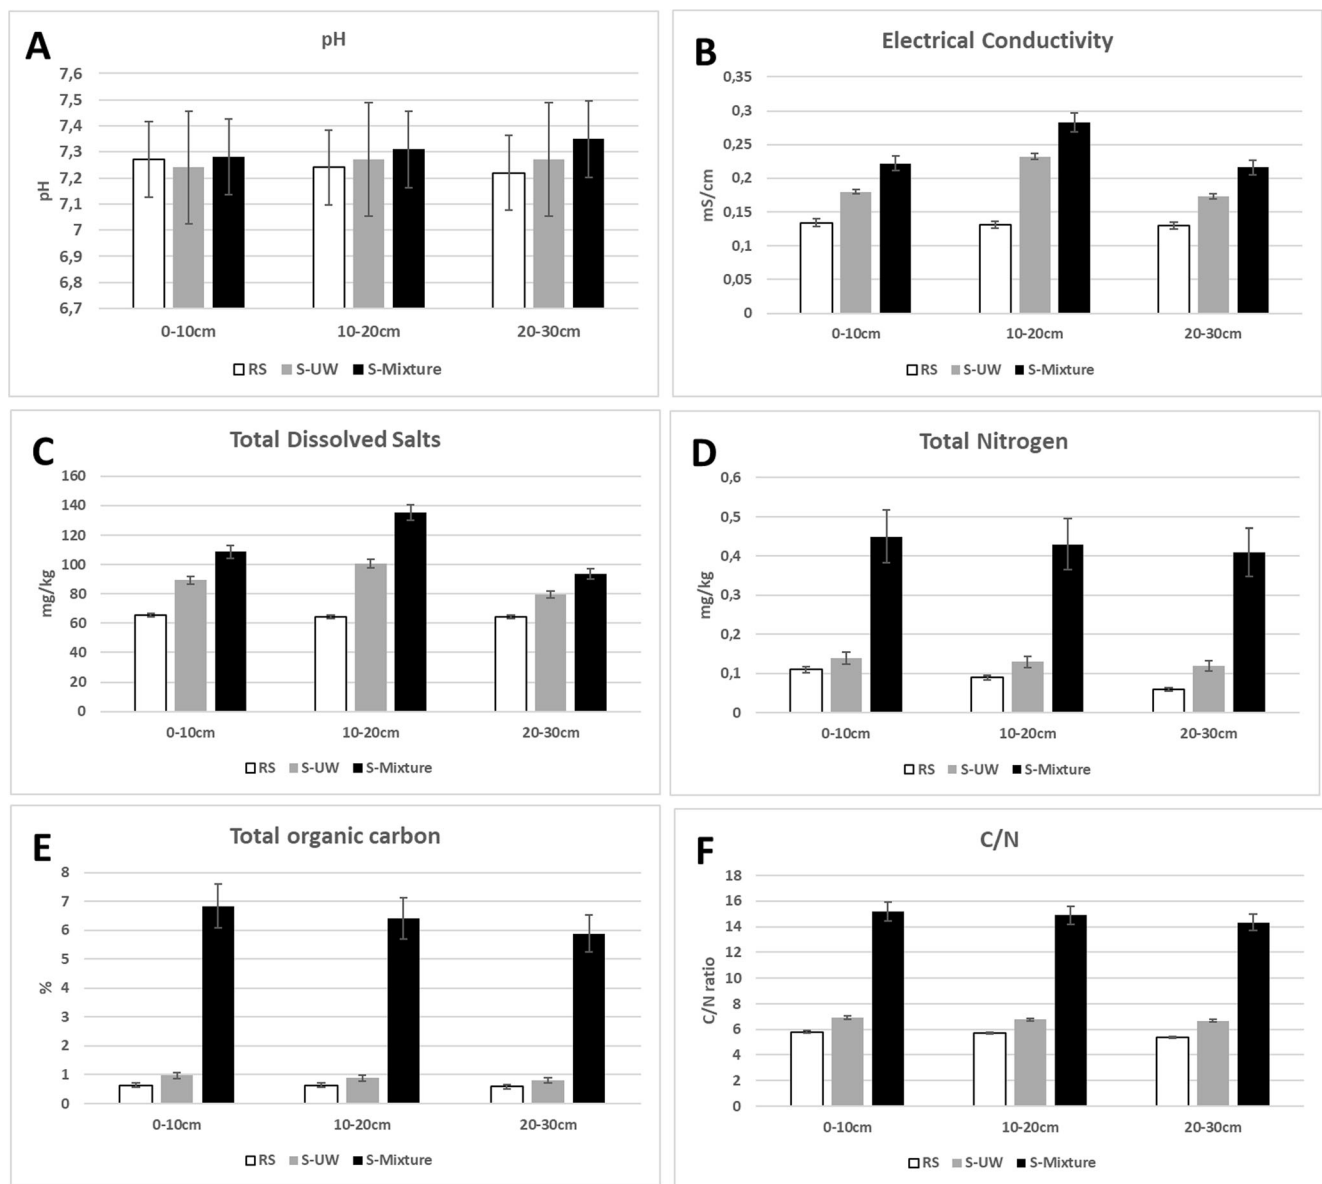 A
pH
7,6
7,5
7,4
7,3
7,2
7,1
7
6,9
6,8
6,7
pH
0-10cm 10-20cm 20-30cm
RS S-UW S-Mixture
B
Electrical Conductivity
0,35
0,3
0,25
0,2
0,15
0,1
0,05
0
mS/cm
0-10cm 10-20cm 20-30cm
RS S-UW S-Mixture
C
Total Dissolved Salts
160
140
120
100
80
60
40
20
0
mg/kg
0-10cm 10-20cm 20-30cm
RS S-UW S-Mixture
D
Total Nitrogen
0,6
0,5
0,4
0,3
0,2
0,1
0
mg/kg
0-10cm 10-20cm 20-30cm
RS S-UW S-Mixture
E
Total organic carbon
8
7
6
5
4
3
2
1
0
%
0-10cm 10-20cm 20-30cm
RS S-UW S-Mixture
F
C/N
18
16
14
12
10
8
6
4
2
0
C/N ratio
0-10cm 10-20cm 20-30cm
RS S-UW S-Mixture